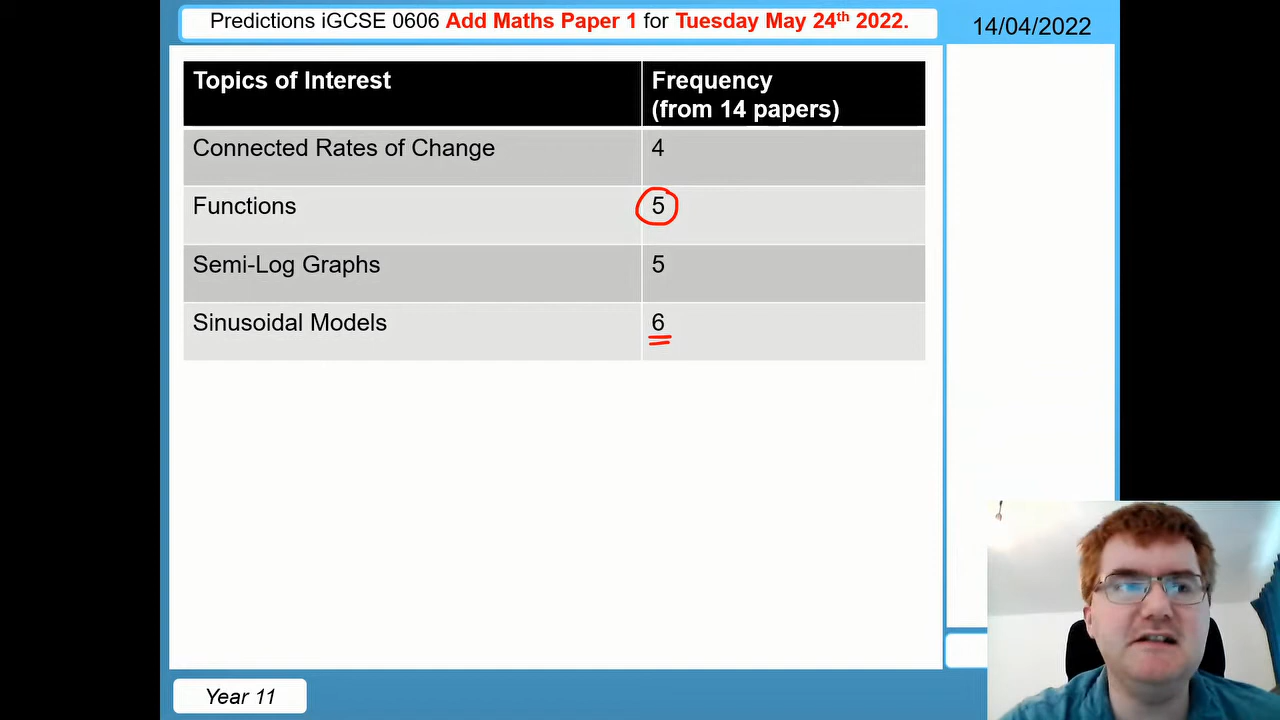 Predictions iGCSE 0606 Add Maths Paper 1 for Tuesday May 24th 2022.
14/04/2022
Topics of Interest
Frequency
(from 14 papers)
Connected Rates of Change
4
Functions
5
Semi-Log Graphs
5
Sinusoidal Models
6
Year 11